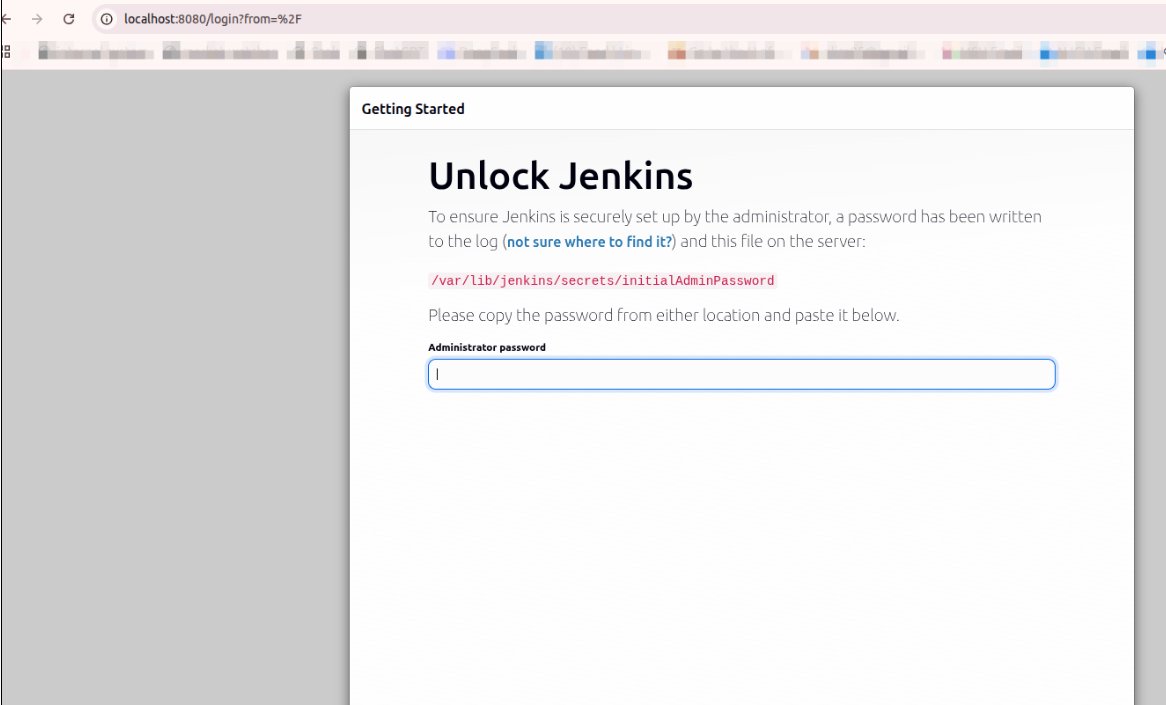 localhost:8080/login?from=%2F
Getting Started
Unlock Jenkins
To ensure Jenkins is securely set up by the administrator, a password has been written
to the log (not sure where to find it?) and this file on the server:
/var/lib/jenkins/secrets/initialAdminPassword
Please copy the password from either location and paste it below.
Administrator password